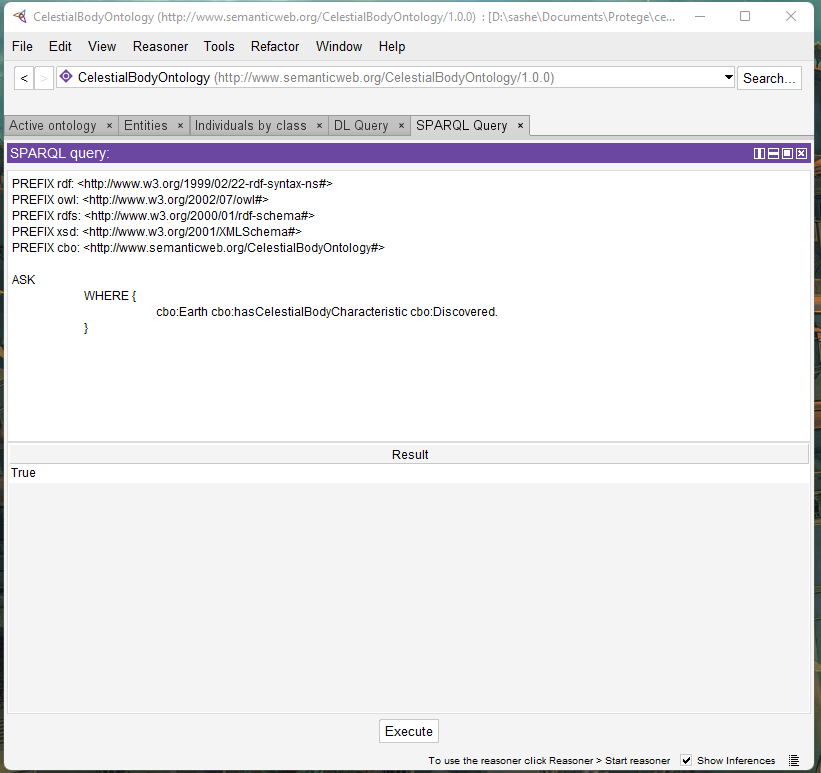 CelestialBodyOntology (http://www.semanticweb.org/CelestialBodyOntology/1.0.0) : [D:\sashe\Documents\Protege\ce...
File Edit View Reasoner Tools Refactor Window Help
< > CelestialBodyOntology (http://www.semanticweb.org/CelestialBodyOntology/1.0.0) Search...
Active ontology × Entities × Individuals by class × DL Query × SPARQL Query ×
SPARQL query:
PREFIX rdf: <http://www.w3.org/1999/02/22-rdf-syntax-ns#>
PREFIX owl: <http://www.w3.org/2002/07/owl#>
PREFIX rdfs: <http://www.w3.org/2000/01/rdf-schema#>
PREFIX xsd: <http://www.w3.org/2001/XMLSchema#>
PREFIX cbo: <http://www.semanticweb.org/CelestialBodyOntology#>
ASK
WHERE {
cbo:Earth cbo:hasCelestialBodyCharacteristic cbo:Discovered.
}
Result
True
Execute
To use the reasoner click Reasoner > Start reasoner Show Inferences